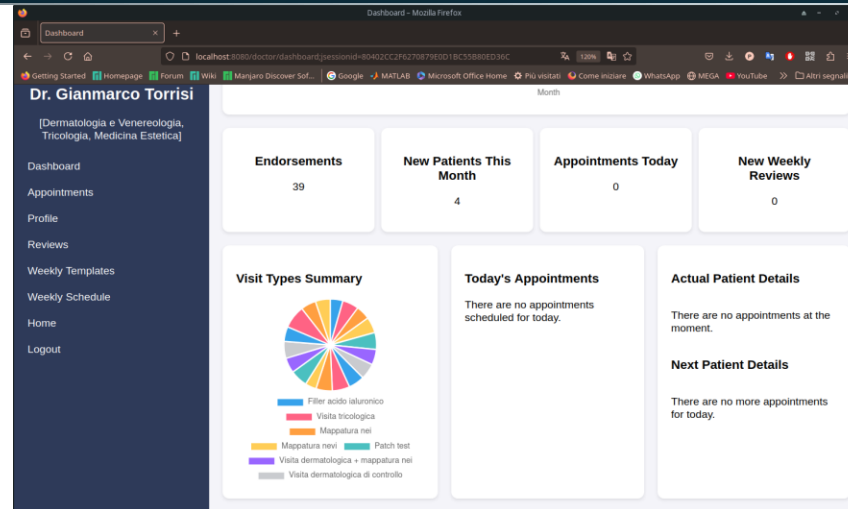 Dashboard – Mozilla Firefox
Dashboard
localhost:8080/doctor/dashboard;jsessionid=80402CC2F6270879E0D1BC55B80ED36C
120%
Getting Started Homepage Forum Wiki Manjaro Discover Sof... Google MATLAB Microsoft Office Home Più visitati Come iniziare WhatsApp MEGA YouTube Altri segnali
Dr. Gianmarco Torrisi
[Dermatologia e Venereologia,
Tricologia, Medicina Estetica]
Dashboard
Appointments
Profile
Reviews
Weekly Templates
Weekly Schedule
Home
Logout
Month
Endorsements
39
New Patients This
Month
4
Appointments Today
0
New Weekly
Reviews
0
Visit Types Summary
Filler acido ialuronico
Visita tricologica
Mappatura nei
Mappatura nevi Patch test
Visita dermatologica + mappatura nei
Visita dermatologica di controllo
Today's Appointments
There are no appointments
scheduled for today.
Actual Patient Details
There are no appointments at the
moment.
Next Patient Details
There are no more appointments
for today.